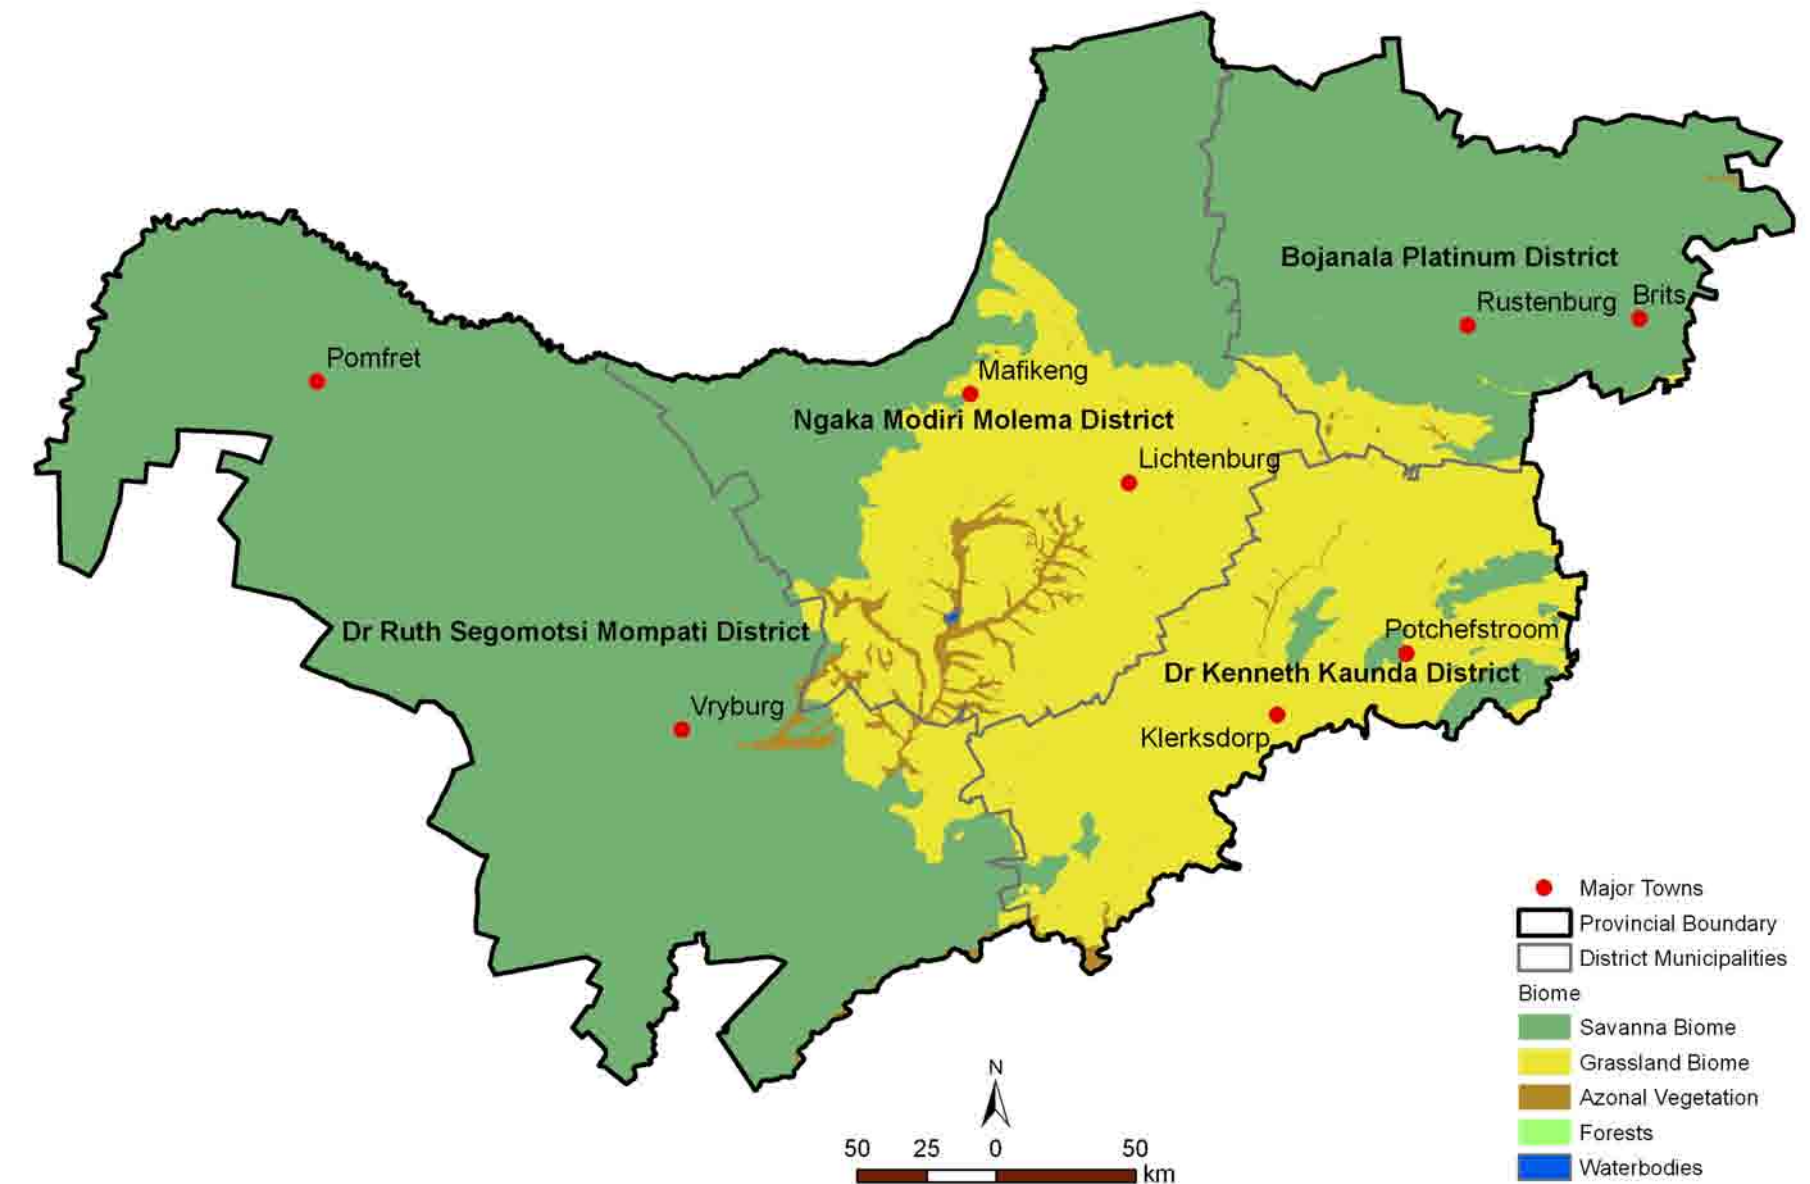 Bojanala Platinum District
Rustenburg
Brits
Pomfret
Mafikeng
Ngaka Modiri Molema District
Lichtenburg
Dr Ruth Segomotsi Mompati District
Potchefstroom
Dr Kenneth Kaunda District
Vryburg
Klerksdorp
Major Towns
Provincial Boundary
District Municipalities
Biome
Savanna Biome
Grassland Biome
Azonal Vegetation
Forests
Waterbodies
N
50 25 0 50
km